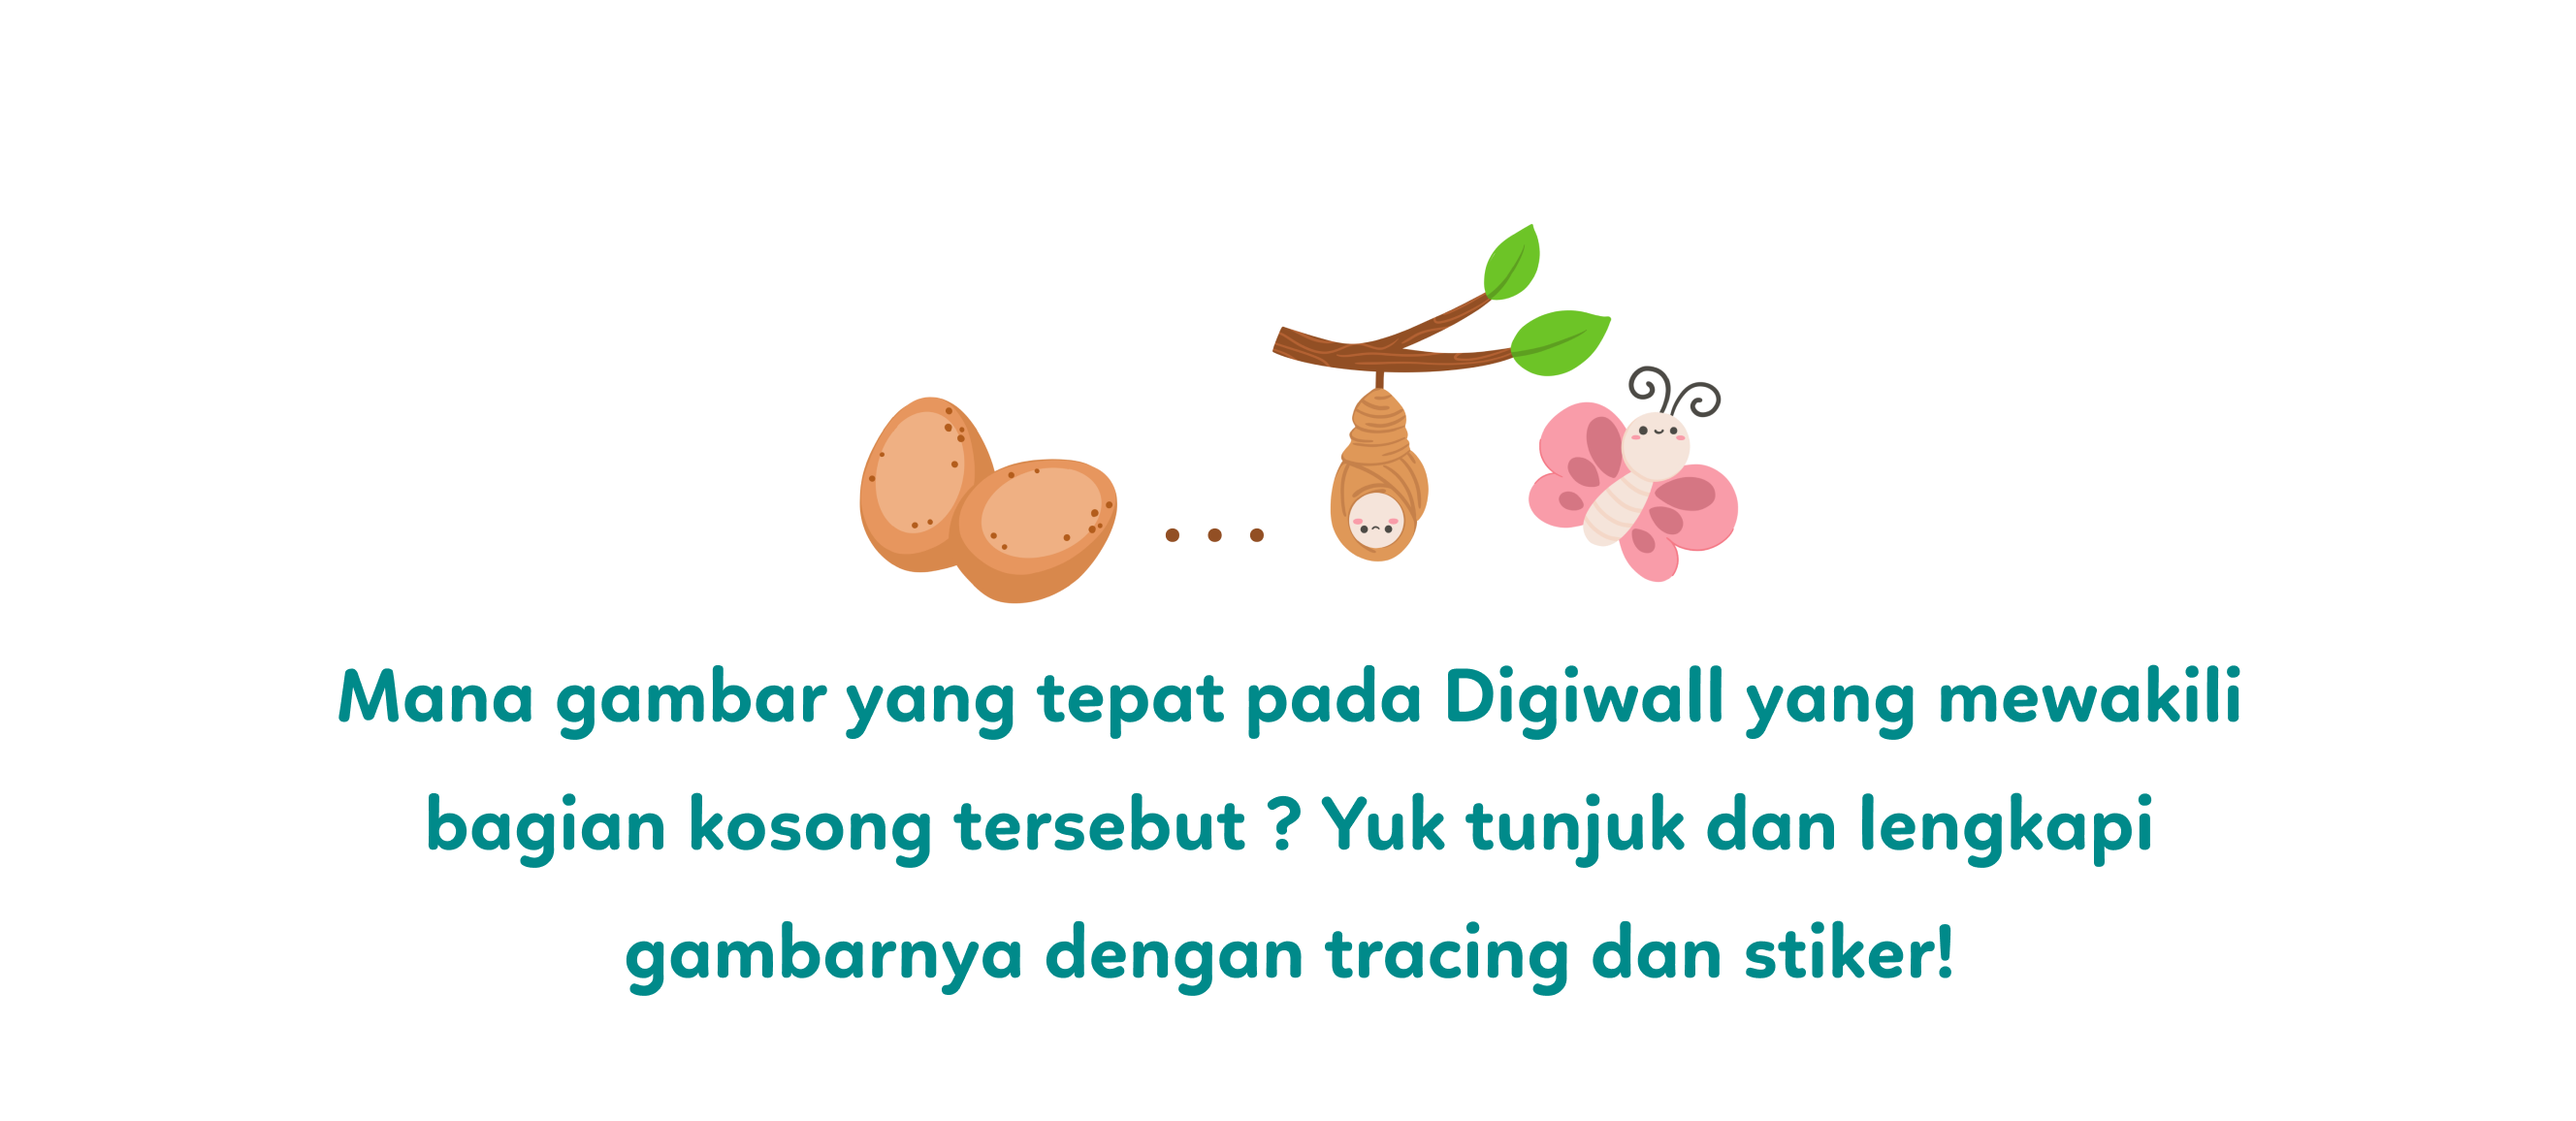 ...
Mana gambar yang tepat pada Digiwall yang mewakili
bagian kosong tersebut ? Yuk tunjuk dan lengkapi
gambarnya dengan tracing dan stiker!